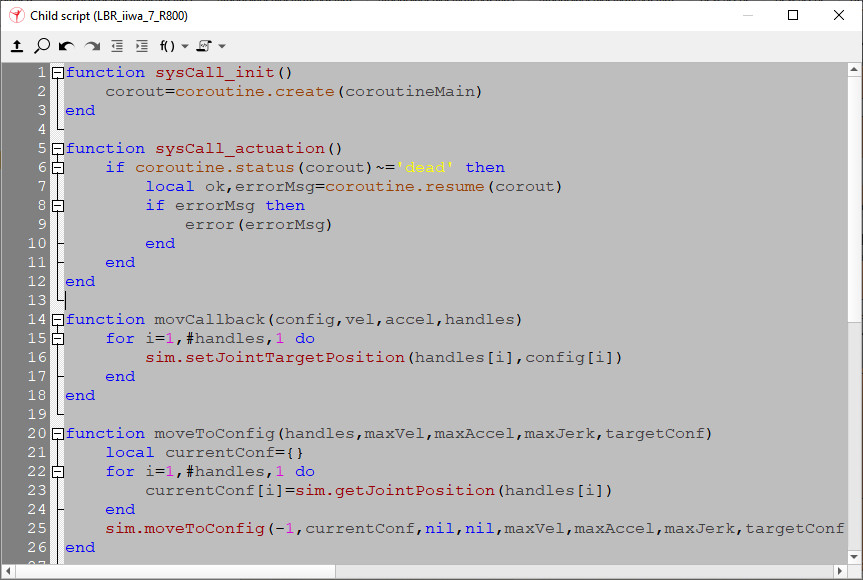 Child script (LBR_iiwa_7_R800)
f()
1 function sysCall_init()
2     corout=coroutine.create(coroutineMain)
3 end
4
5 function sysCall_actuation()
6     if coroutine.status(corout)~='dead' then
7         local ok,errorMsg=coroutine.resume(corout)
8         if errorMsg then
9             error(errorMsg)
10         end
11     end
12 end
13
14 function movCallback(config,vel,accel,handles)
15     for i=1,#handles,1 do
16         sim.setJointTargetPosition(handles[i],config[i])
17     end
18 end
19
20 function moveToConfig(handles,maxVel,maxAccel,maxJerk,targetConf)
21     local currentConf={}
22     for i=1,#handles,1 do
23         currentConf[i]=sim.getJointPosition(handles[i])
24     end
25     sim.moveToConfig(-1,currentConf,nil,nil,maxVel,maxAccel,maxJerk,targetConf
26 end